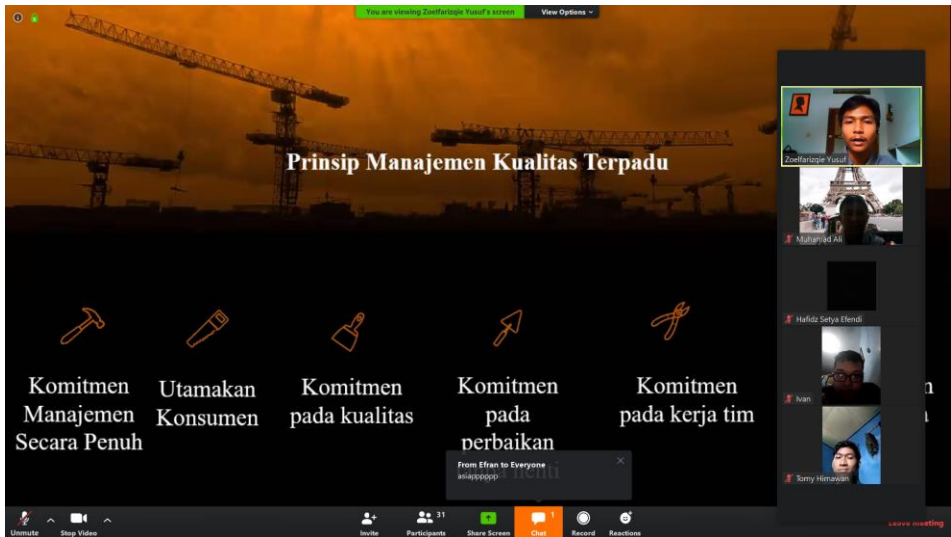 You are viewing Zoelfarizqie Yusuf's screen
View Options
Prinsip Manajemen Kualitas Terpadu
Komitmen
Manajemen
Secara Penuh
Utamakan
Konsumen
Komitmen
pada kualitas
Komitmen
pada
perbaikan
henti
Komitmen
pada kerja tim
From Efran to Everyone
asiapppppp
Zoelfarizqie Yusuf
Muhamad Ali
Hafidz Setya Efendi
Ivan
Tomy Himawan
Unmute
Stop Video
Invite
31
Participants
Share Screen
1
Chat
Record
Reactions
Leave Meeting